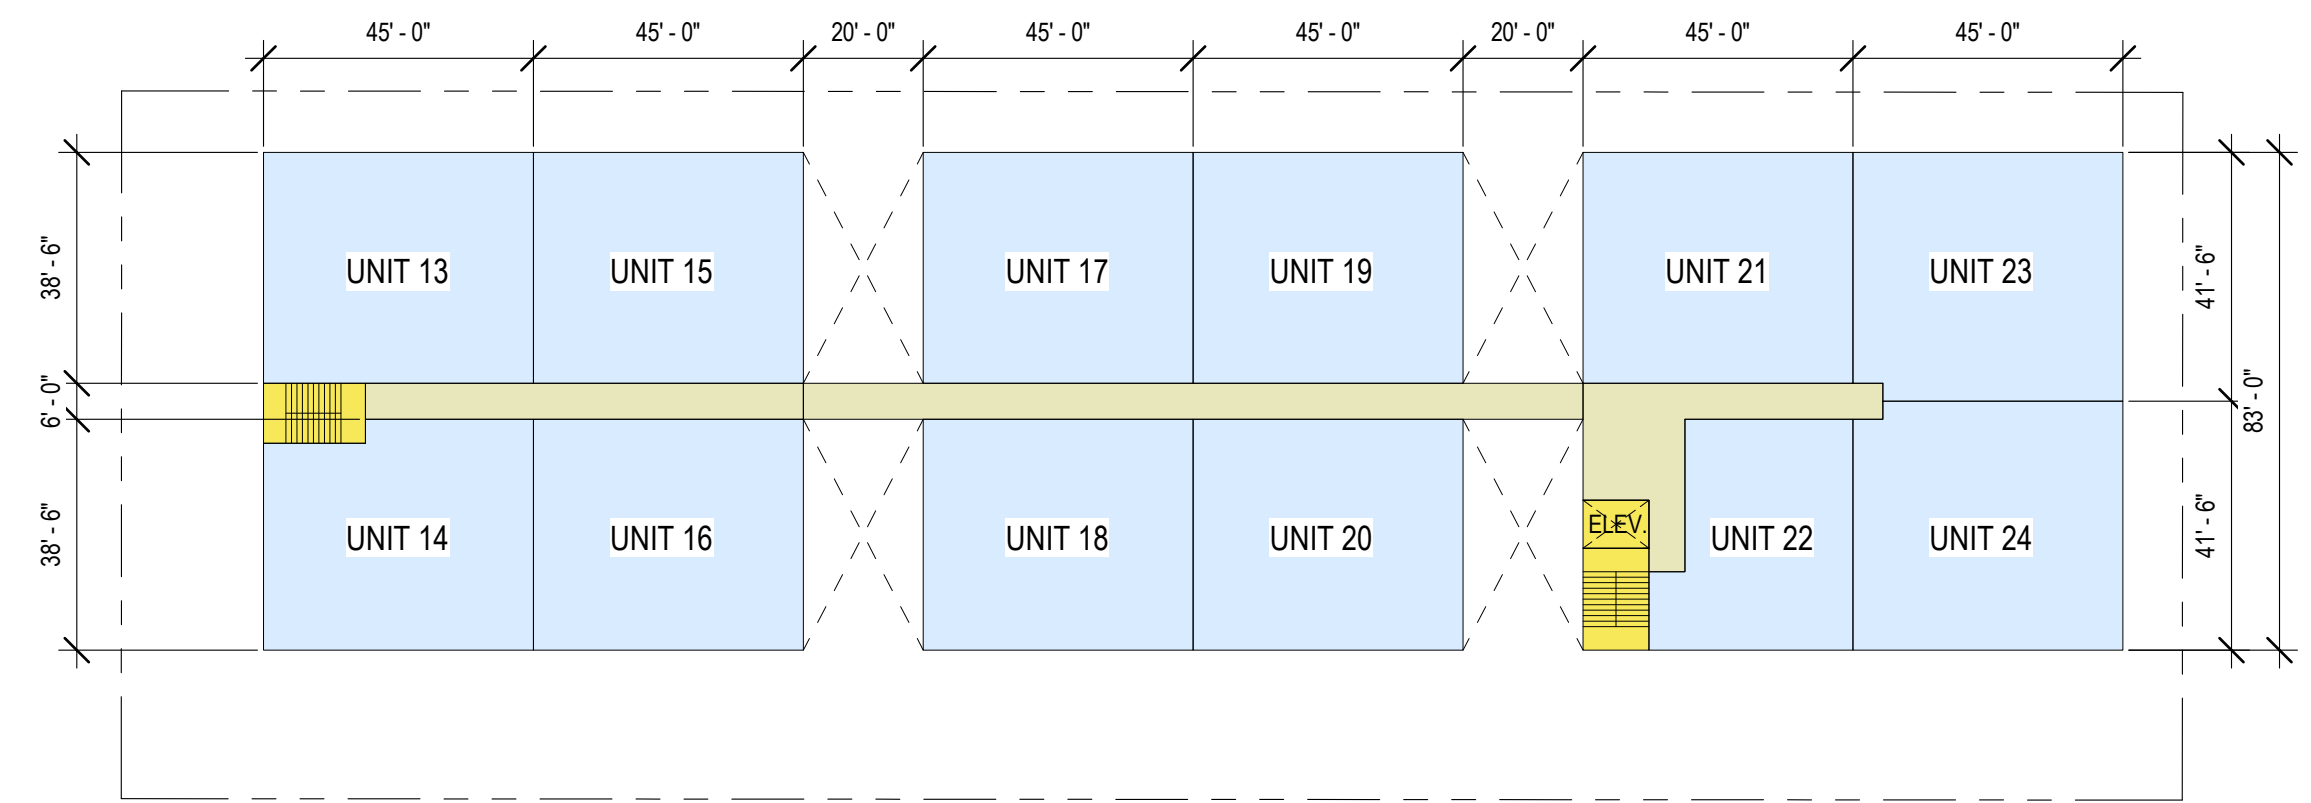 45' - 0"
45' - 0"
20' - 0"
45' - 0"
45' - 0"
20' - 0"
45' - 0"
45' - 0"
38' - 6"
6' - 0"
38' - 6"
UNIT 13
UNIT 15
UNIT 17
UNIT 19
UNIT 21
UNIT 23
UNIT 14
UNIT 16
UNIT 18
UNIT 20
ELEV.
UNIT 22
UNIT 24
41' - 6"
41' - 6"
83' - 0"